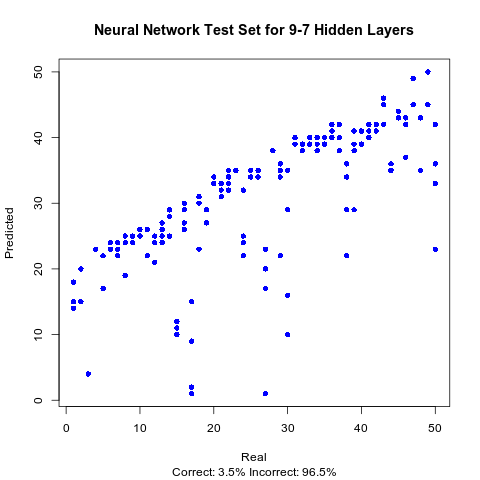 Neural Network Test Set for 9-7 Hidden Layers
Predicted
50
40
30
20
10
0
0 10 20 30 40 50
Real
Correct: 3.5% Incorrect: 96.5%